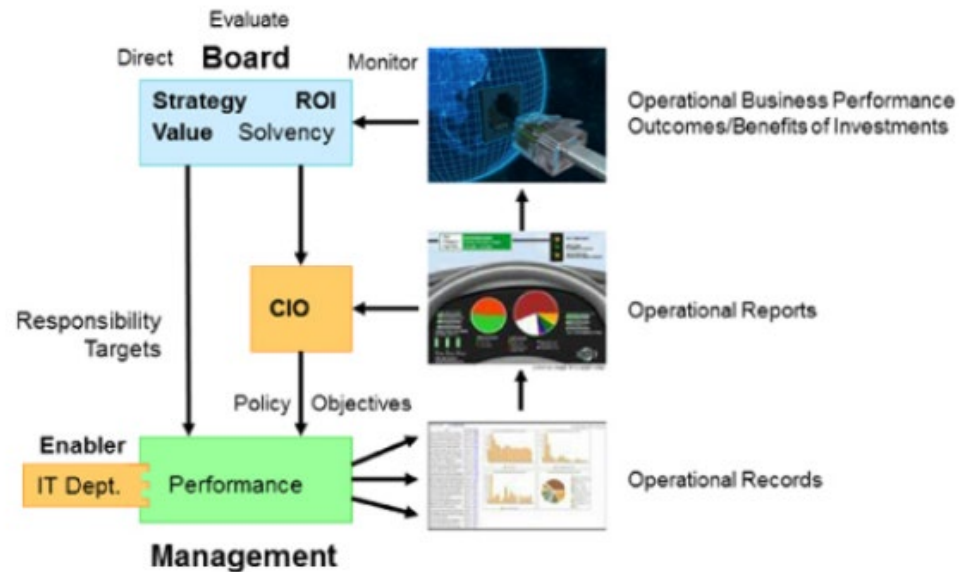 Evaluate
Direct
Board
Monitor
Strategy ROI
Value Solvency
Operational Business Performance
Outcomes/Benefits of Investments
CIO
Operational Reports
Responsibility
Targets
Policy Objectives
Enabler
IT Dept.
Performance
Operational Records
Management